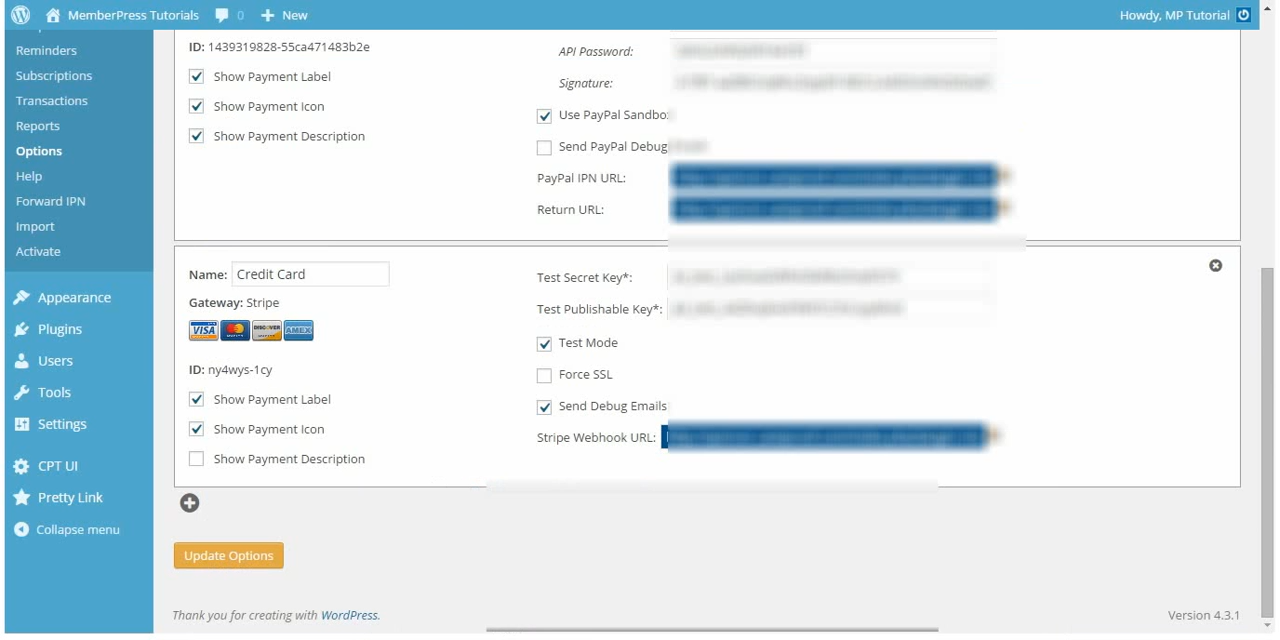 MemberPress Tutorials 0 New Howdy, MP Tutorial
Reminders
Subscriptions
Transactions
Reports
Options
Help
Forward IPN
Import
Activate
Appearance
Plugins
Users
Tools
Settings
CPT UI
Pretty Link
Collapse menu
ID: 1439319828-55ca471483b2e
Show Payment Label
Show Payment Icon
Show Payment Description
API Password:
Signature:
Use PayPal Sandbox
Send PayPal Debug
PayPal IPN URL:
Return URL:
Name: Credit Card
Gateway: Stripe
VISA MasterCard DISCOVER AMEX
ID: ny4wys-1cy
Show Payment Label
Show Payment Icon
Show Payment Description
Test Secret Key*:
Test Publishable Key*:
Test Mode
Force SSL
Send Debug Emails
Stripe Webhook URL:
Update Options
Thank you for creating with WordPress.
Version 4.3.1